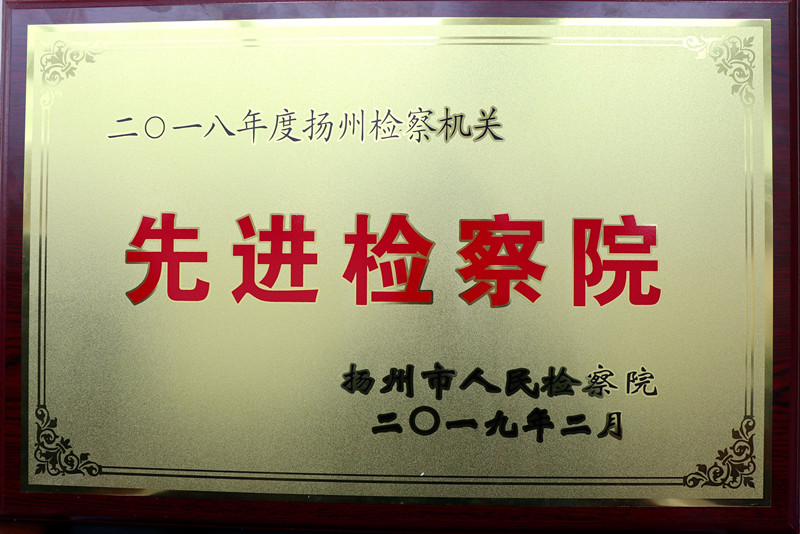 二〇一八年度扬州检察机关
先进检察院
扬州市人民检察院
二〇一九年二月